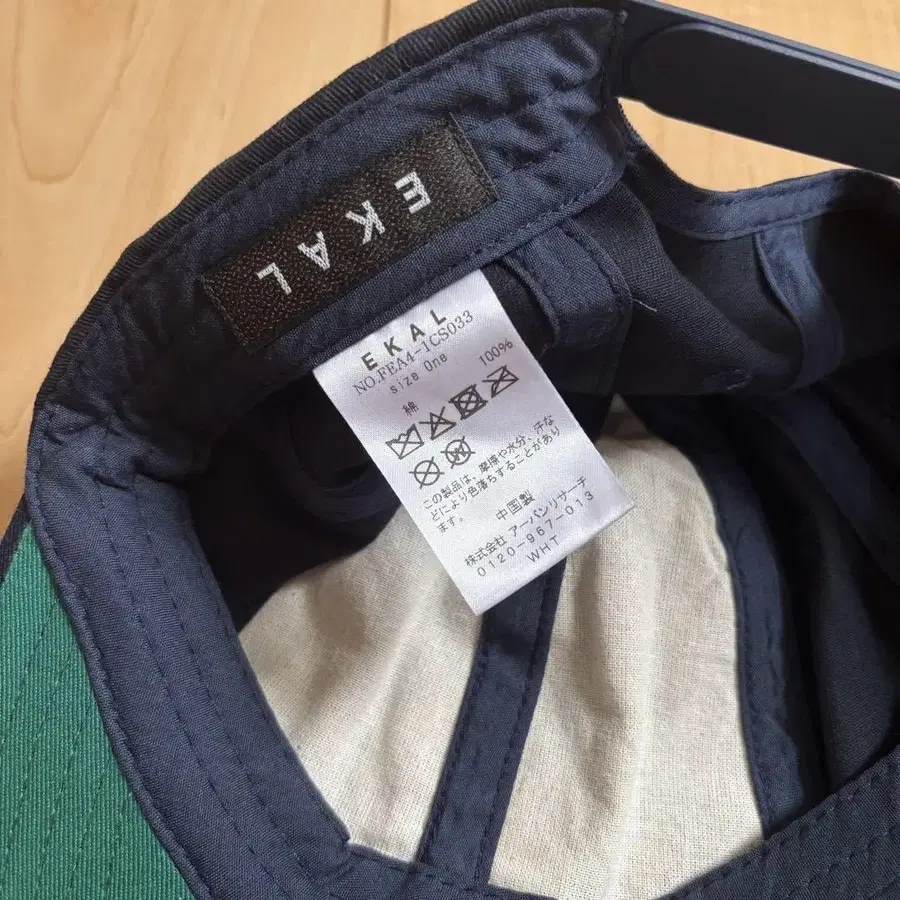 EKAL
EKAL
NO.FEA4-1CS033
size One
綿 100%
この製品は、摩擦や水分、汗な
どにより色落ちすることがあり
ます。
中国製
株式会社 アーバンリサーチ
0120-967-013
WHT